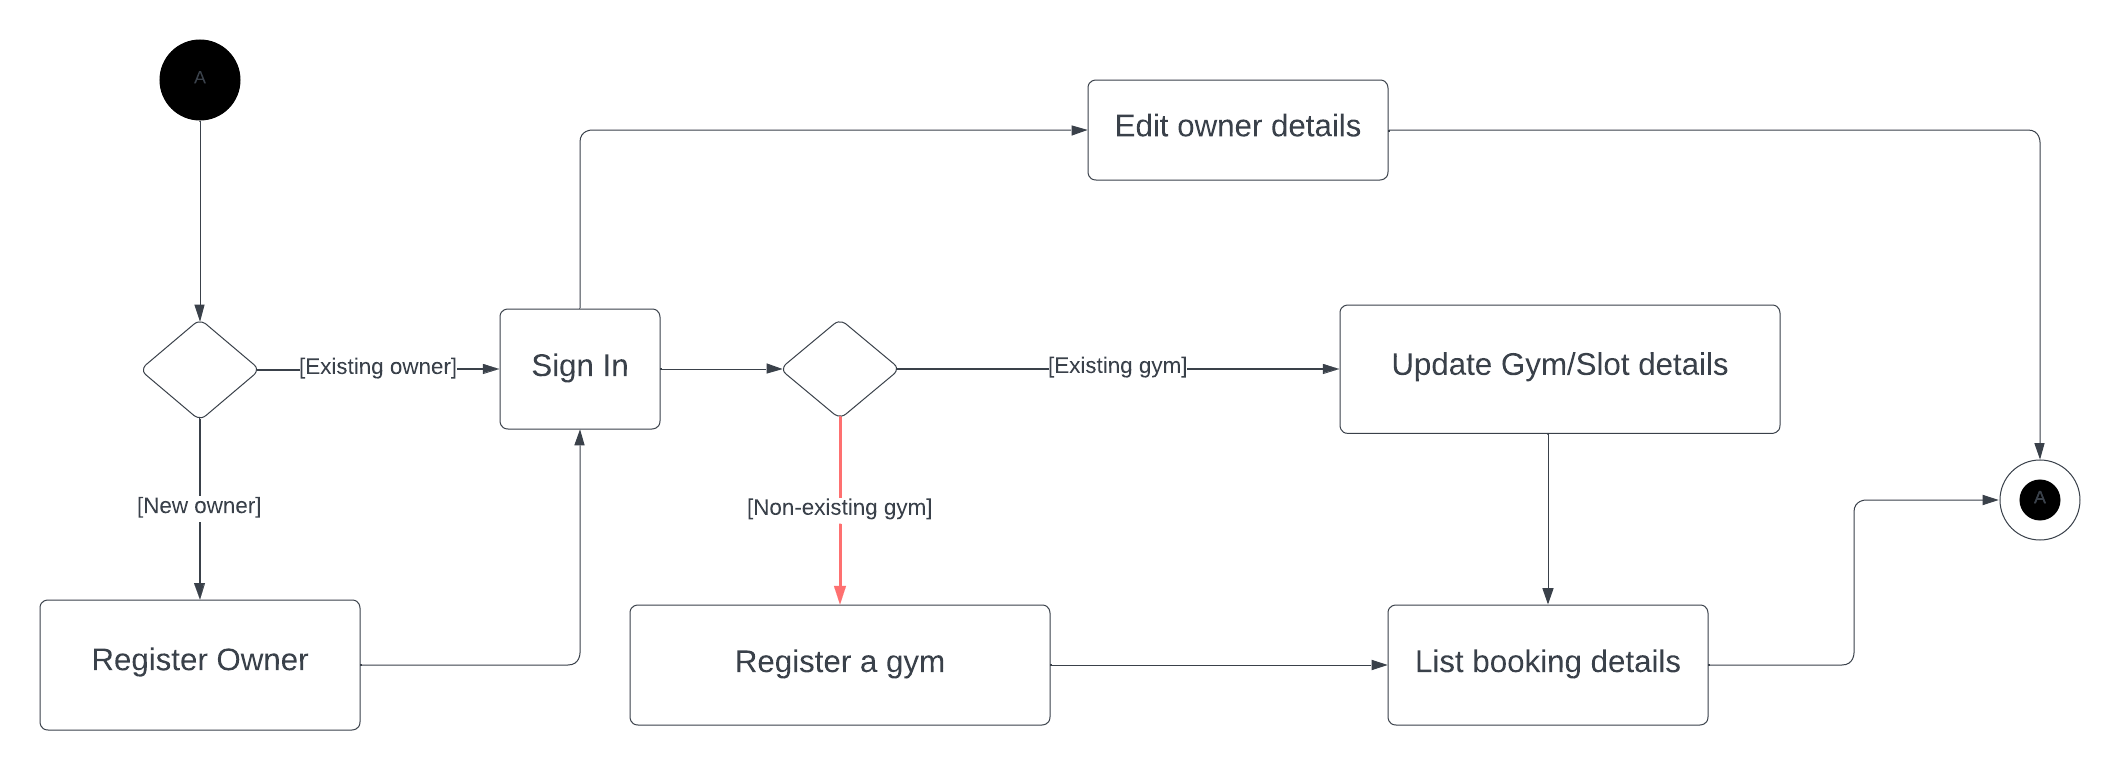 A
Edit owner details
[Existing owner]
Sign In
[Existing gym]
Update Gym/Slot details
[New owner]
[Non-existing gym]
A
Register Owner
Register a gym
List booking details